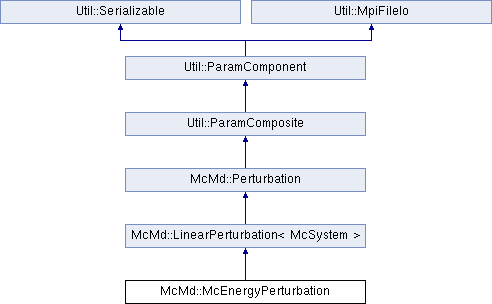 Util::Serializable
Util::MpiFileIo
Util::ParamComponent
Util::ParamComposite
McMd::Perturbation
McMd::LinearPerturbation< McSystem >
McMd::McEnergyPerturbation